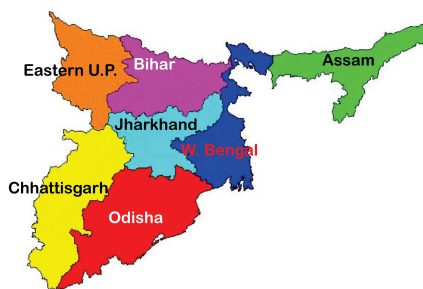 Assam
Bihar
Eastern U.P.
Jharkhand
W. Bengal
Chhattisgarh
Odisha